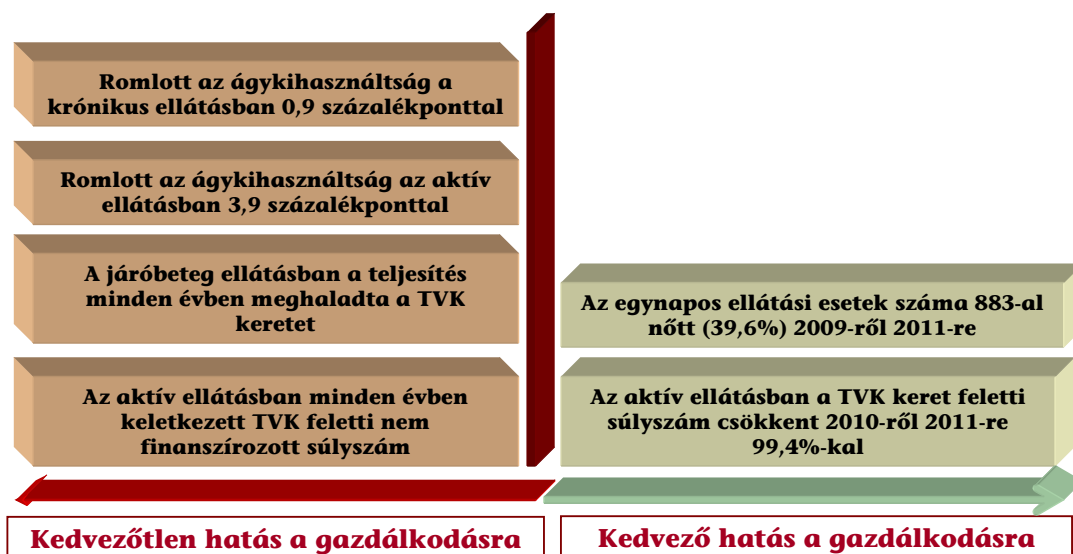 Romlott az ágykihasználtság a
krónikus ellátásban 0,9 százalékponttal
Romlott az ágykihasználtság az aktív
ellátásban 3,9 százalékponttal
A járóbeteg ellátásban a teljesítés
minden évben meghaladta a TVK
keretet
Az aktív ellátásban minden évben
keletkezett TVK feletti nem
finanszírozott súlyszám
Az egynapos ellátási esetek száma 883-al
nőtt (39,6%) 2009-ről 2011-re
Az aktív ellátásban a TVK keret feletti
súlyszám csökkent 2010-ről 2011-re
99,4%-kal
Kedvezőtlen hatás a gazdálkodásra
Kedvező hatás a gazdálkodásra